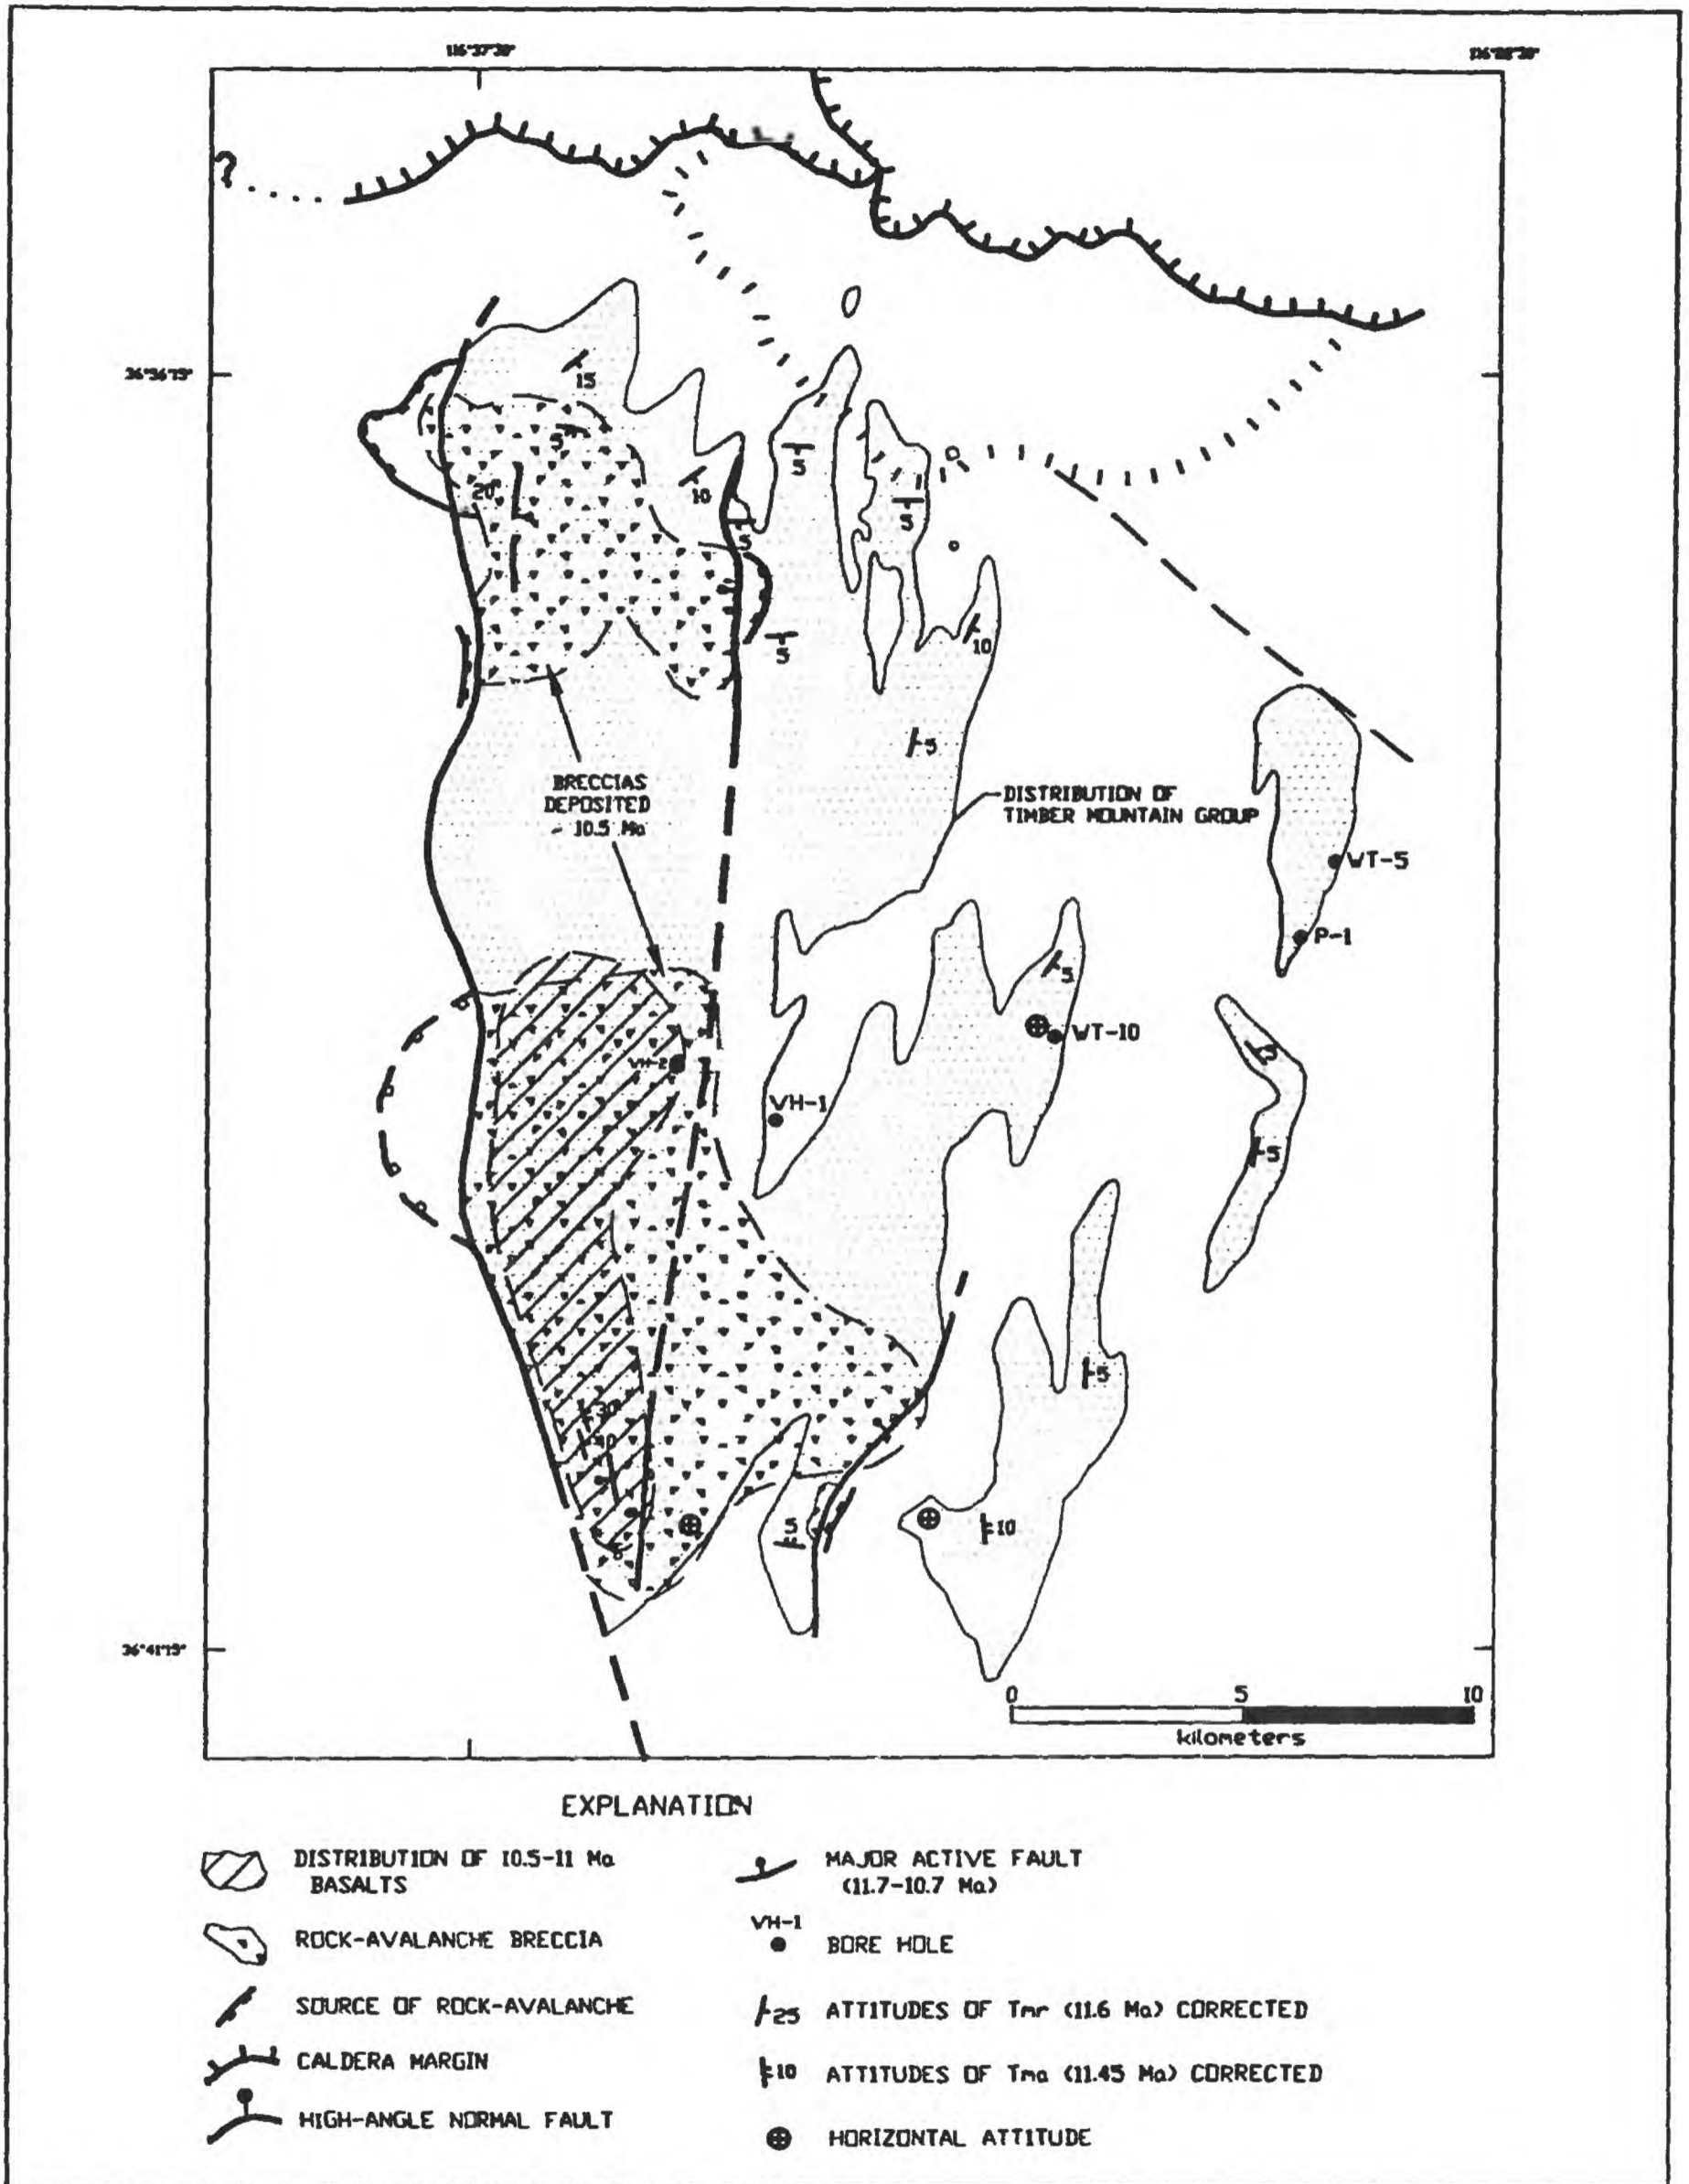 116°37'30"
?
36°56'15"
15
5
20
10
5
5
5
5
10
5
BRECCIAS
DEPOSITED
~ 10.5 Ma
DISTRIBUTION OF
TIMBER MOUNTAIN GROUP
WT-5
P-1
5
WT-10
VH-2
VH-1
5
5
30
10
5
36°41'15"
0 5 10
kilometers
EXPLANATION
DISTRIBUTION OF 10.5-11 Ma
BASALTS
ROCK-AVALANCHE BRECCIA
SOURCE OF ROCK-AVALANCHE
CALDERA MARGIN
HIGH-ANGLE NORMAL FAULT
MAJOR ACTIVE FAULT
(11.7-10.7 Ma)
VH-1
BORE HOLE
25 ATTITUDES OF Tmr (11.6 Ma) CORRECTED
10 ATTITUDES OF Tma (11.45 Ma) CORRECTED
HORIZONTAL ATTITUDE